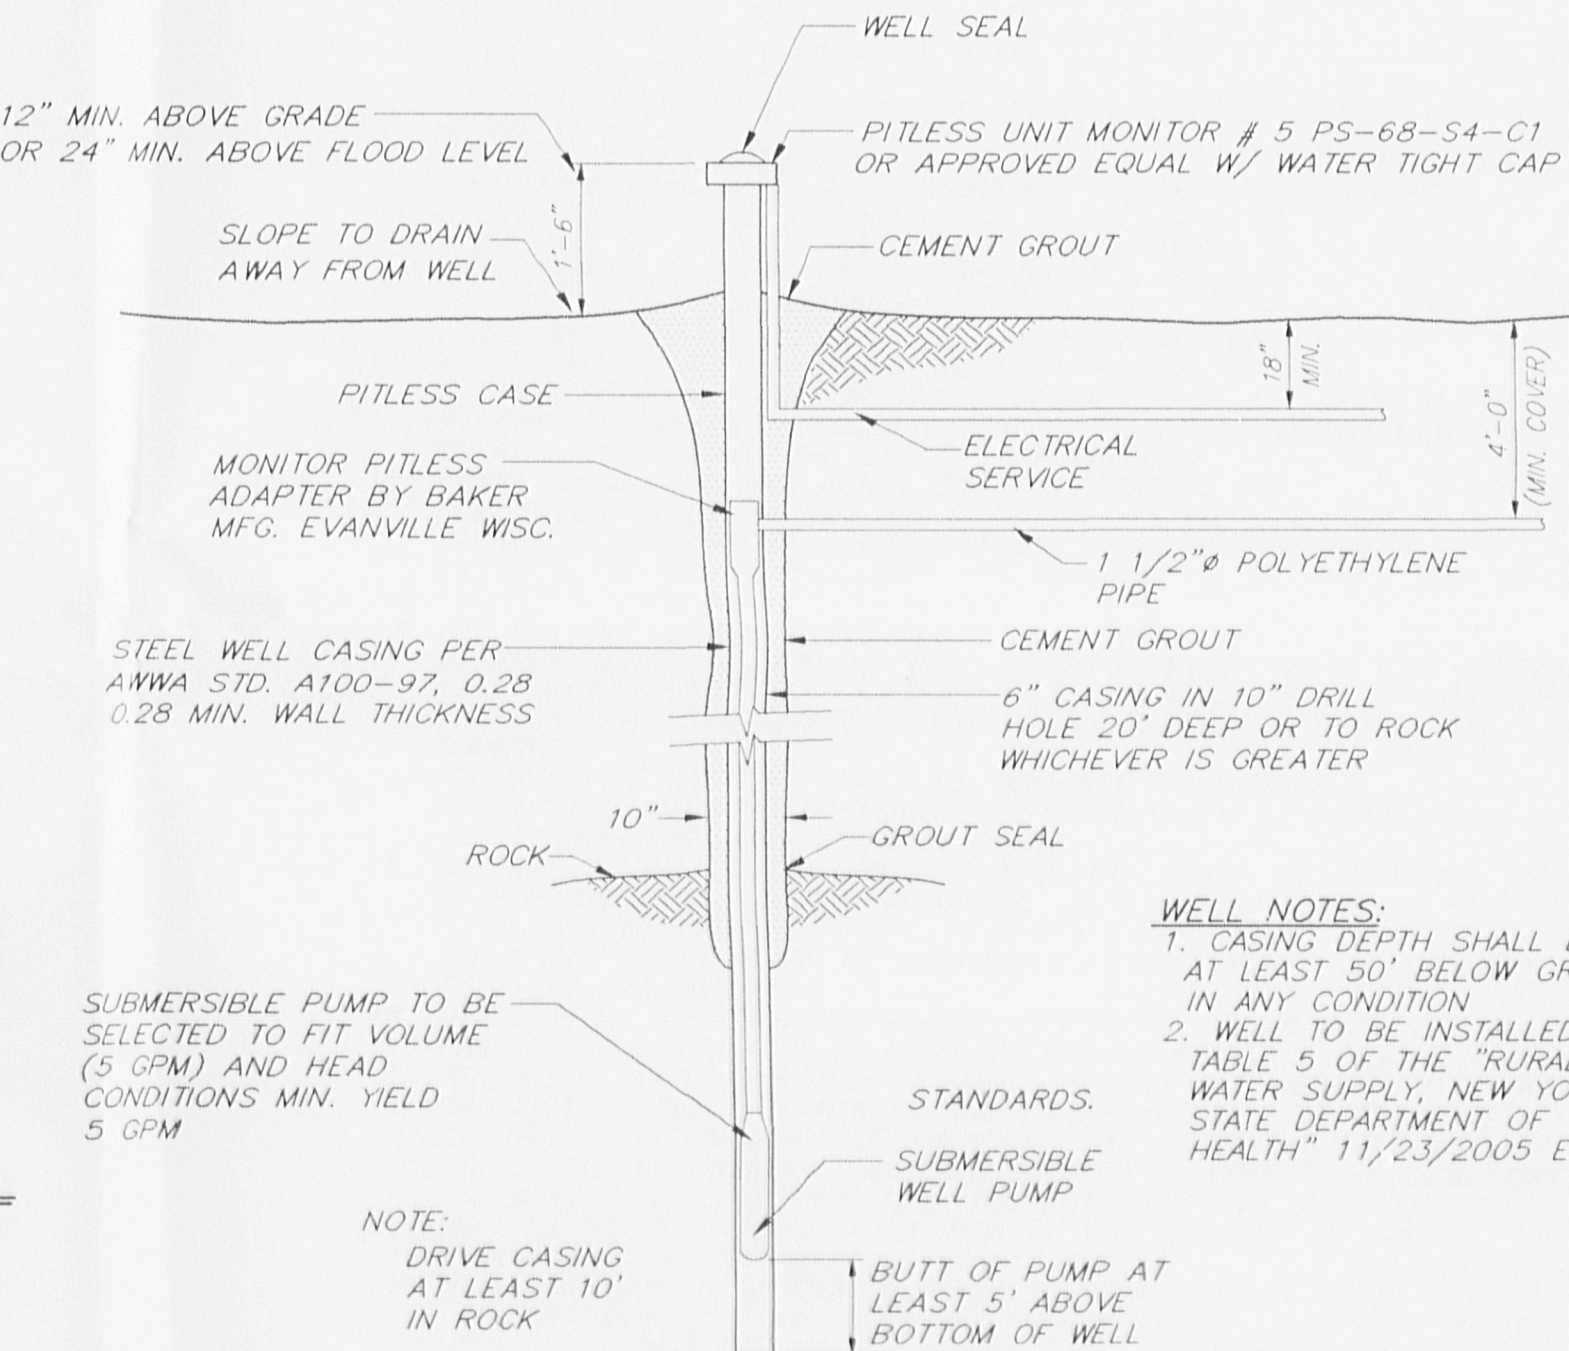 WELL SEAL
12" MIN. ABOVE GRADE
OR 24" MIN. ABOVE FLOOD LEVEL
PITLESS UNIT MONITOR # 5 PS-68-S4-C1
OR APPROVED EQUAL W/ WATER TIGHT CAP
SLOPE TO DRAIN
AWAY FROM WELL
1'-6"
CEMENT GROUT
18"
MIN.
4'-0"
(MIN. COVER)
PITLESS CASE
ELECTRICAL
SERVICE
MONITOR PITLESS
ADAPTER BY BAKER
MFG. EVANVILLE WISC.
1 1/2"ø POLYETHYLENE
PIPE
STEEL WELL CASING PER
AWWA STD. A100-97, 0.28
0.28 MIN. WALL THICKNESS
CEMENT GROUT
6" CASING IN 10" DRILL
HOLE 20' DEEP OR TO ROCK
WHICHEVER IS GREATER
10"
GROUT SEAL
ROCK
WELL NOTES:
1. CASING DEPTH SHALL
AT LEAST 50' BELOW
IN ANY CONDITION
2. WELL TO BE INSTALLED
TABLE 5 OF THE "RURAL
WATER SUPPLY, NEW
STATE DEPARTMENT OF
HEALTH" 11/23/2005
SUBMERSIBLE PUMP TO BE
SELECTED TO FIT VOLUME
(5 GPM) AND HEAD
CONDITIONS MIN. YIELD
5 GPM
STANDARDS.
SUBMERSIBLE
WELL PUMP
NOTE:
DRIVE CASING
AT LEAST 10'
IN ROCK
BUTT OF PUMP AT
LEAST 5' ABOVE
BOTTOM OF WELL